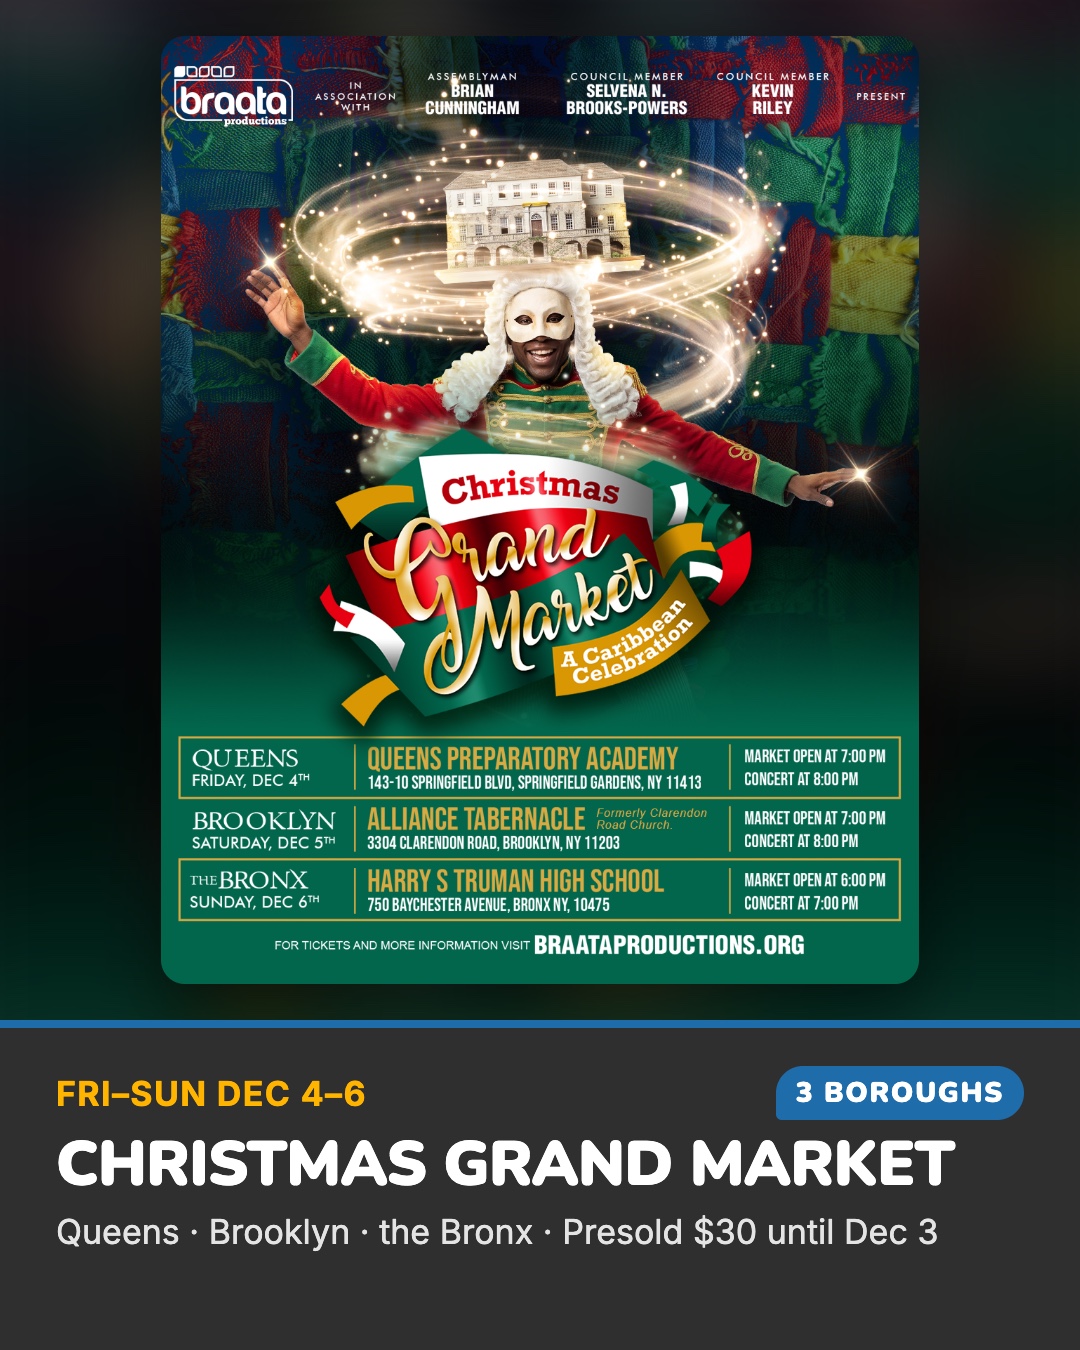 braata
productions
IN
ASSOCIATION
WITH
ASSEMBLYMAN
BRIAN
CUNNINGHAM
COUNCIL MEMBER
SELVENA N.
BROOKS-POWERS
COUNCIL MEMBER
KEVIN
RILEY
PRESENT
Christmas
Grand
Market
A Caribbean
Celebration
QUEENS
FRIDAY, DEC 4TH
QUEENS PREPARATORY ACADEMY
143-10 SPRINGFIELD BLVD, SPRINGFIELD GARDENS, NY 11413
MARKET OPEN AT 7:00 PM
CONCERT AT 8:00 PM
BROOKLYN
SATURDAY, DEC 5TH
ALLIANCE TABERNACLE
Formerly Clarendon
Road Church.
3304 CLARENDON ROAD, BROOKLYN, NY 11203
MARKET OPEN AT 7:00 PM
CONCERT AT 8:00 PM
THE BRONX
SUNDAY, DEC 6TH
HARRY S TRUMAN HIGH SCHOOL
750 BAYCHESTER AVENUE, BRONX NY, 10475
MARKET OPEN AT 6:00 PM
CONCERT AT 7:00 PM
FOR TICKETS AND MORE INFORMATION VISIT BRAATAPRODUCTIONS.ORG
FRI–SUN DEC 4–6
3 BOROUGHS
CHRISTMAS GRAND MARKET
Queens · Brooklyn · the Bronx · Presold $30 until Dec 3